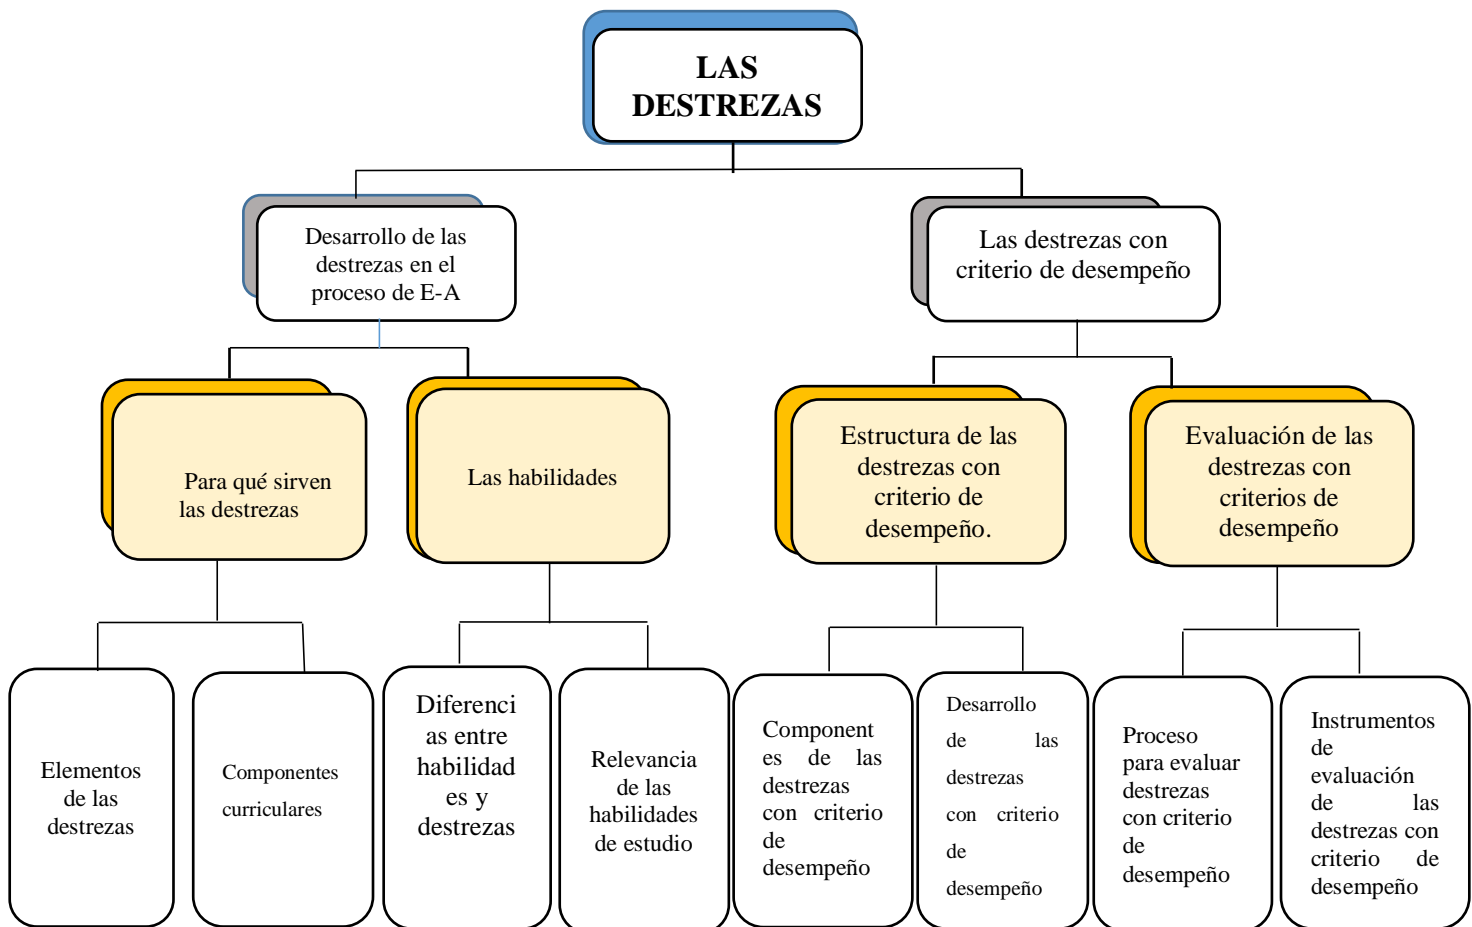 LAS
DESTREZAS
Desarrollo de las
destrezas en el
proceso de E-A
Las destrezas con
criterio de desempeño
Para qué sirven
las destrezas
Las habilidades
Estructura de las
destrezas con
criterio de
desempeño.
Evaluación de las
destrezas con
criterios de
desempeño
Elementos
de las
destrezas
Componentes
curriculares
Diferenci
as entre
habilidad
es y
destrezas
Relevancia
de las
habilidades
de estudio
Component
es de las
destrezas
con criterio
de
desempeño
Desarrollo
de las
destrezas
con criterio
de
desempeño
Proceso
para evaluar
destrezas
con criterio
de
desempeño
Instrumentos
de
evaluación
de las
destrezas con
criterio de
desempeño